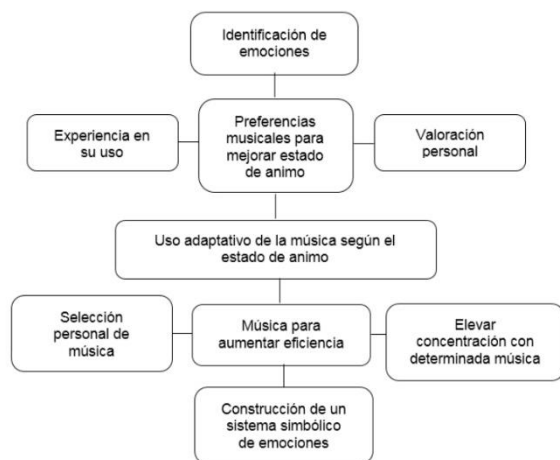 Identificación de
emociones
Experiencia en
su uso
Preferencias
musicales para
mejorar estado
de animo
Valoración
personal
Uso adaptativo de la música según el
estado de animo
Selección
personal de
música
Música para
aumentar eficiencia
Elevar
concentración con
determinada música
Construcción de un
sistema simbólico
de emociones